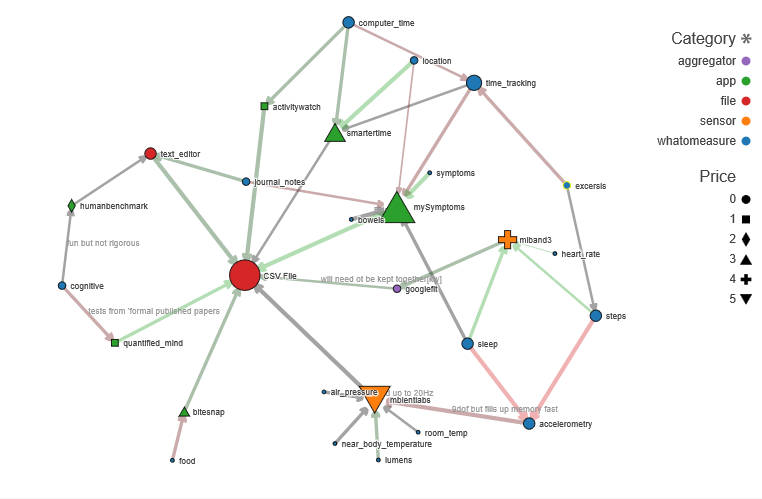 computer_time
Category
location
aggregator
time_tracking
app
activitywatch
file
smartertime
sensor
text_editor
whatomeasure
symptoms
journal_notes
excersis
Price
humanbenchmark
mySymptoms
0
bowels
1
fun but not rigorous
miband3
2
heart_rate
3
CSV_File
will need ot be kept together
4
cognitive
googlefit
5
tests from 'formal published papers
steps
quantified_mind
sleep
air_pressure
d up to 20Hz
mbientlabs
bitesnap
9dof but fills up memory fast
accelerometry
room_temp
near_body_temperature
food
lumens